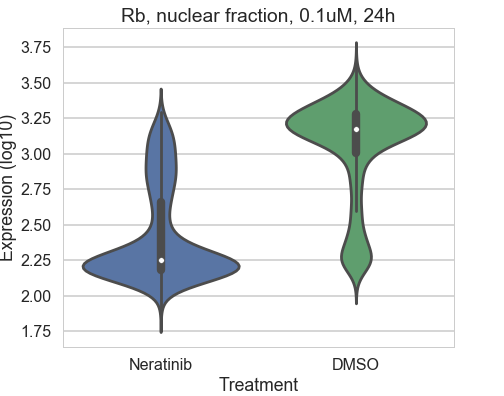 Rb, nuclear fraction, 0.1uM, 24h
Expression (log10)
3.75
3.50
3.25
3.00
2.75
2.50
2.25
2.00
1.75
Neratinib DMSO
Treatment